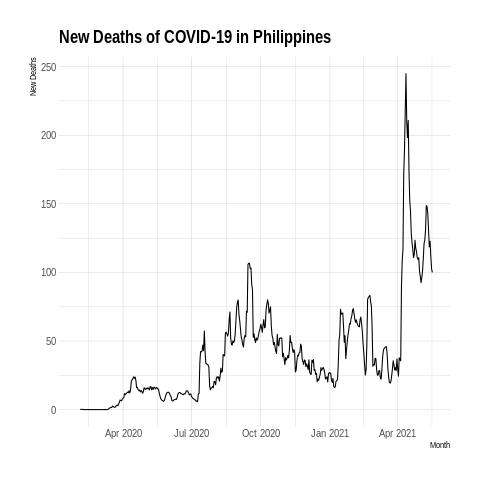 New Deaths of COVID-19 in Philippines
New Deaths
250
200
150
100
50
0
Apr 2020
Jul 2020
Oct 2020
Jan 2021
Apr 2021
Month